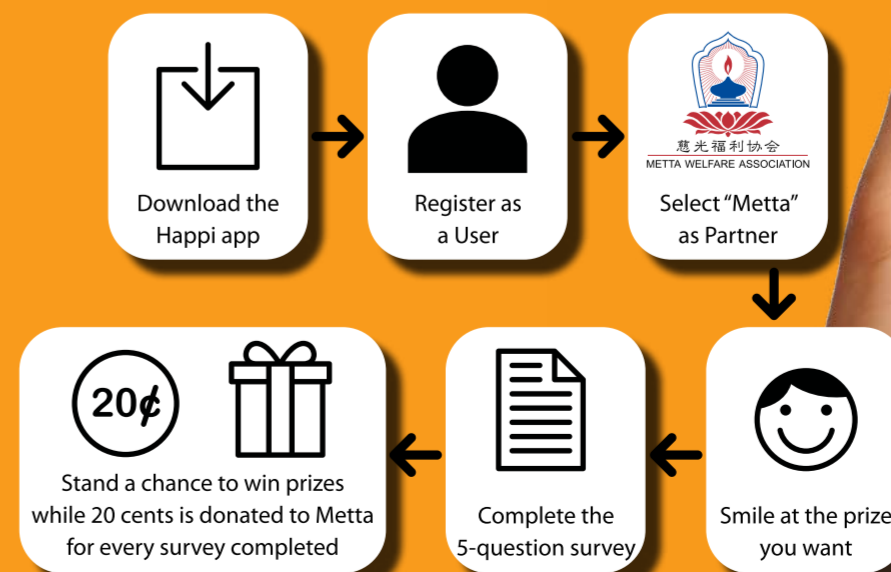 Download the
Happi app
Register as
a User
慈光福利协会
METTA WELFARE ASSOCIATION
Select “Metta”
as Partner
Smile at the prize
you want
Complete the
5-question survey
20¢
Stand a chance to win prizes
while 20 cents is donated to Metta
for every survey completed